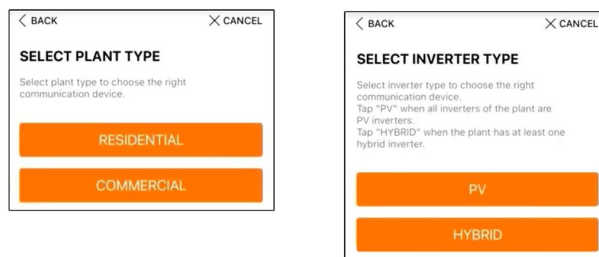 BACK
CANCEL
SELECT PLANT TYPE
Select plant type to choose the right
communication device.
RESIDENTIAL
COMMERCIAL
BACK
CANCEL
SELECT INVERTER TYPE
Select inverter type to choose the right
communication device.
Tap "PV" when all inverters of the plant are
PV inverters.
Tap "HYBRID" when the plant has at least one
hybrid inverter.
PV
HYBRID